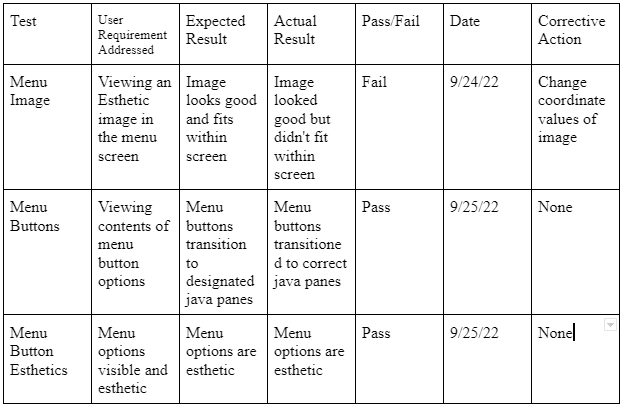 Test
User
Requirement
Addressed
Expected
Result
Actual
Result
Pass/Fail
Date
Corrective
Action
Menu
Image
Viewing an
Esthetic
image in
the menu
screen
Image
looks good
and fits
within
screen
Image
looked
good but
didn't fit
within
screen
Fail
9/24/22
Change
coordinate
values of
image
Menu
Buttons
Viewing
contents of
menu
button
options
Menu
buttons
transition
to
designated
java panes
Menu
buttons
transitione
d to correct
java panes
Pass
9/25/22
None
Menu
Button
Esthetics
Menu
options
visible and
esthetic
Menu
options are
esthetic
Menu
options are
esthetic
Pass
9/25/22
None